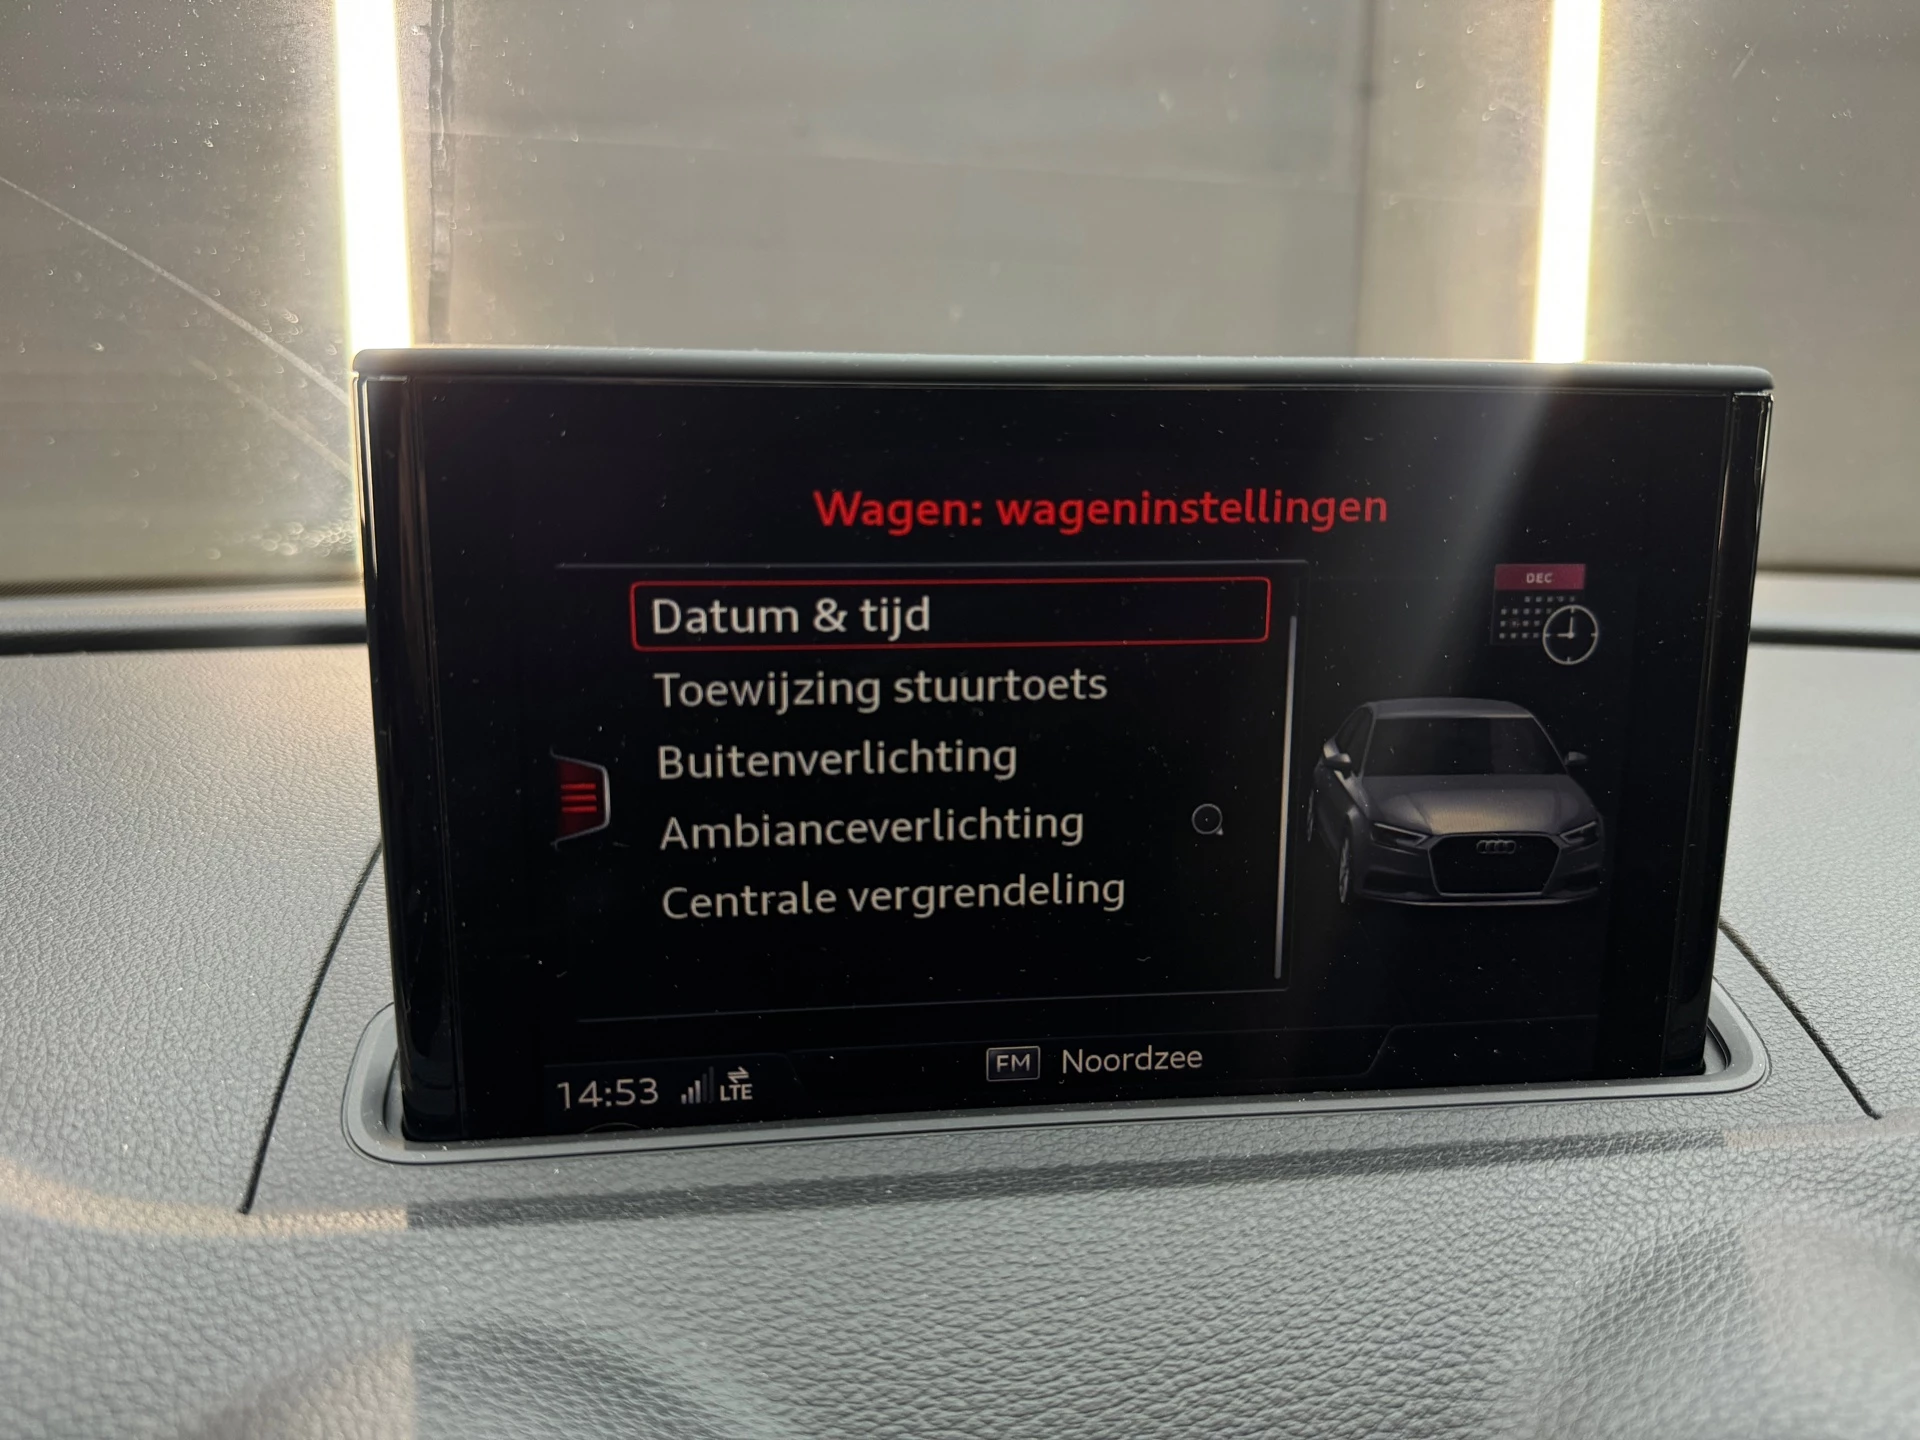 Wagen: wageninstellingen
DEC
Datum & tijd
Toewijzing stuurtoets
Buitenverlichting
Ambianceverlichting
Centrale vergrendeling
14:53 LTE
FM Noordzee